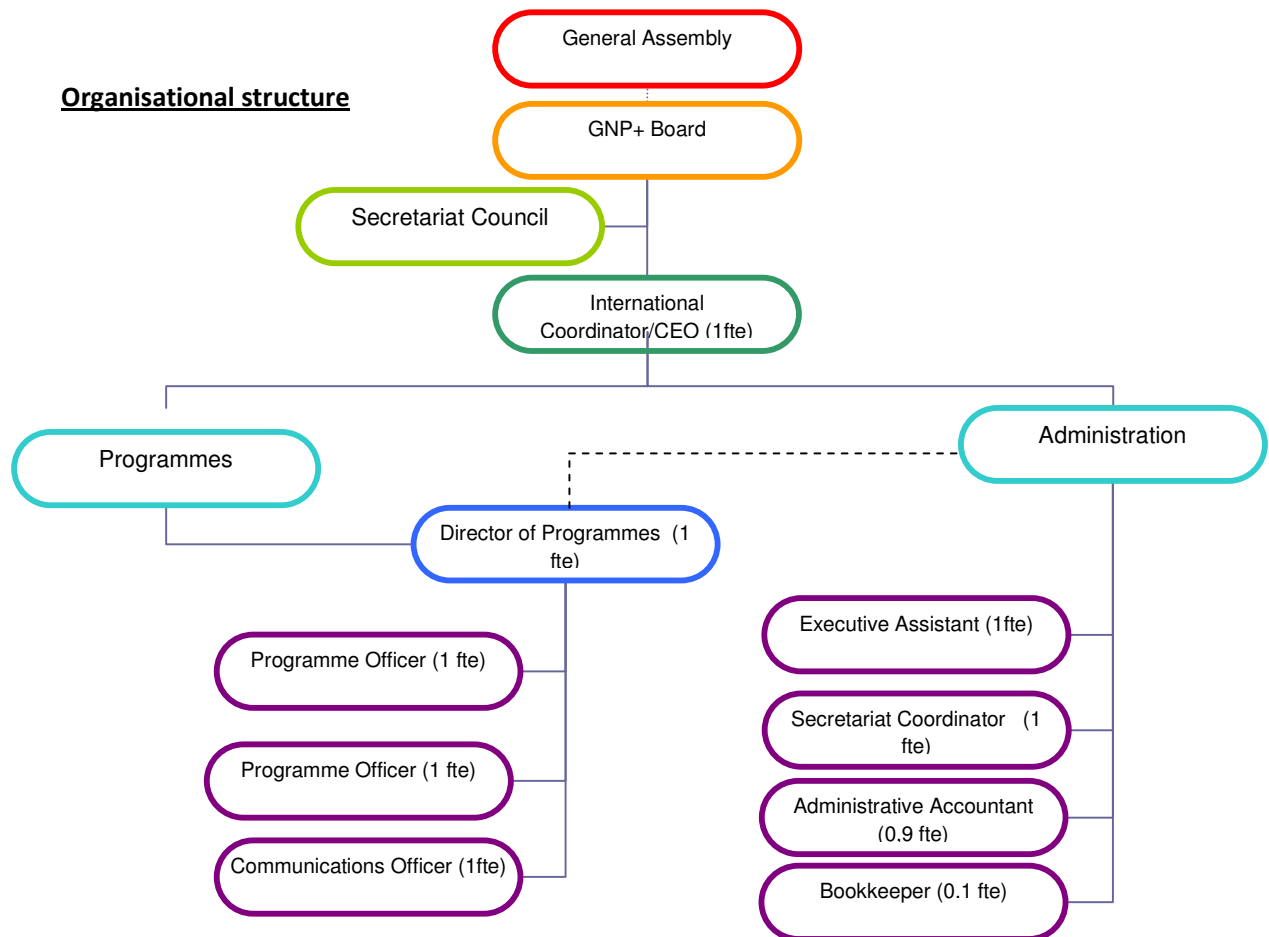 General Assembly
Organisational structure
GNP+ Board
Secretariat Council
International
Coordinator/CEO (1fte)
Administration
Programmes
Director of Programmes (1
fte)
Executive Assistant (1fte)
Programme Officer (1 fte)
Secretariat Coordinator (1
fte)
Programme Officer (1 fte)
Administrative Accountant
(0.9 fte)
Communications Officer (1fte)
Bookkeeper (0.1 fte)